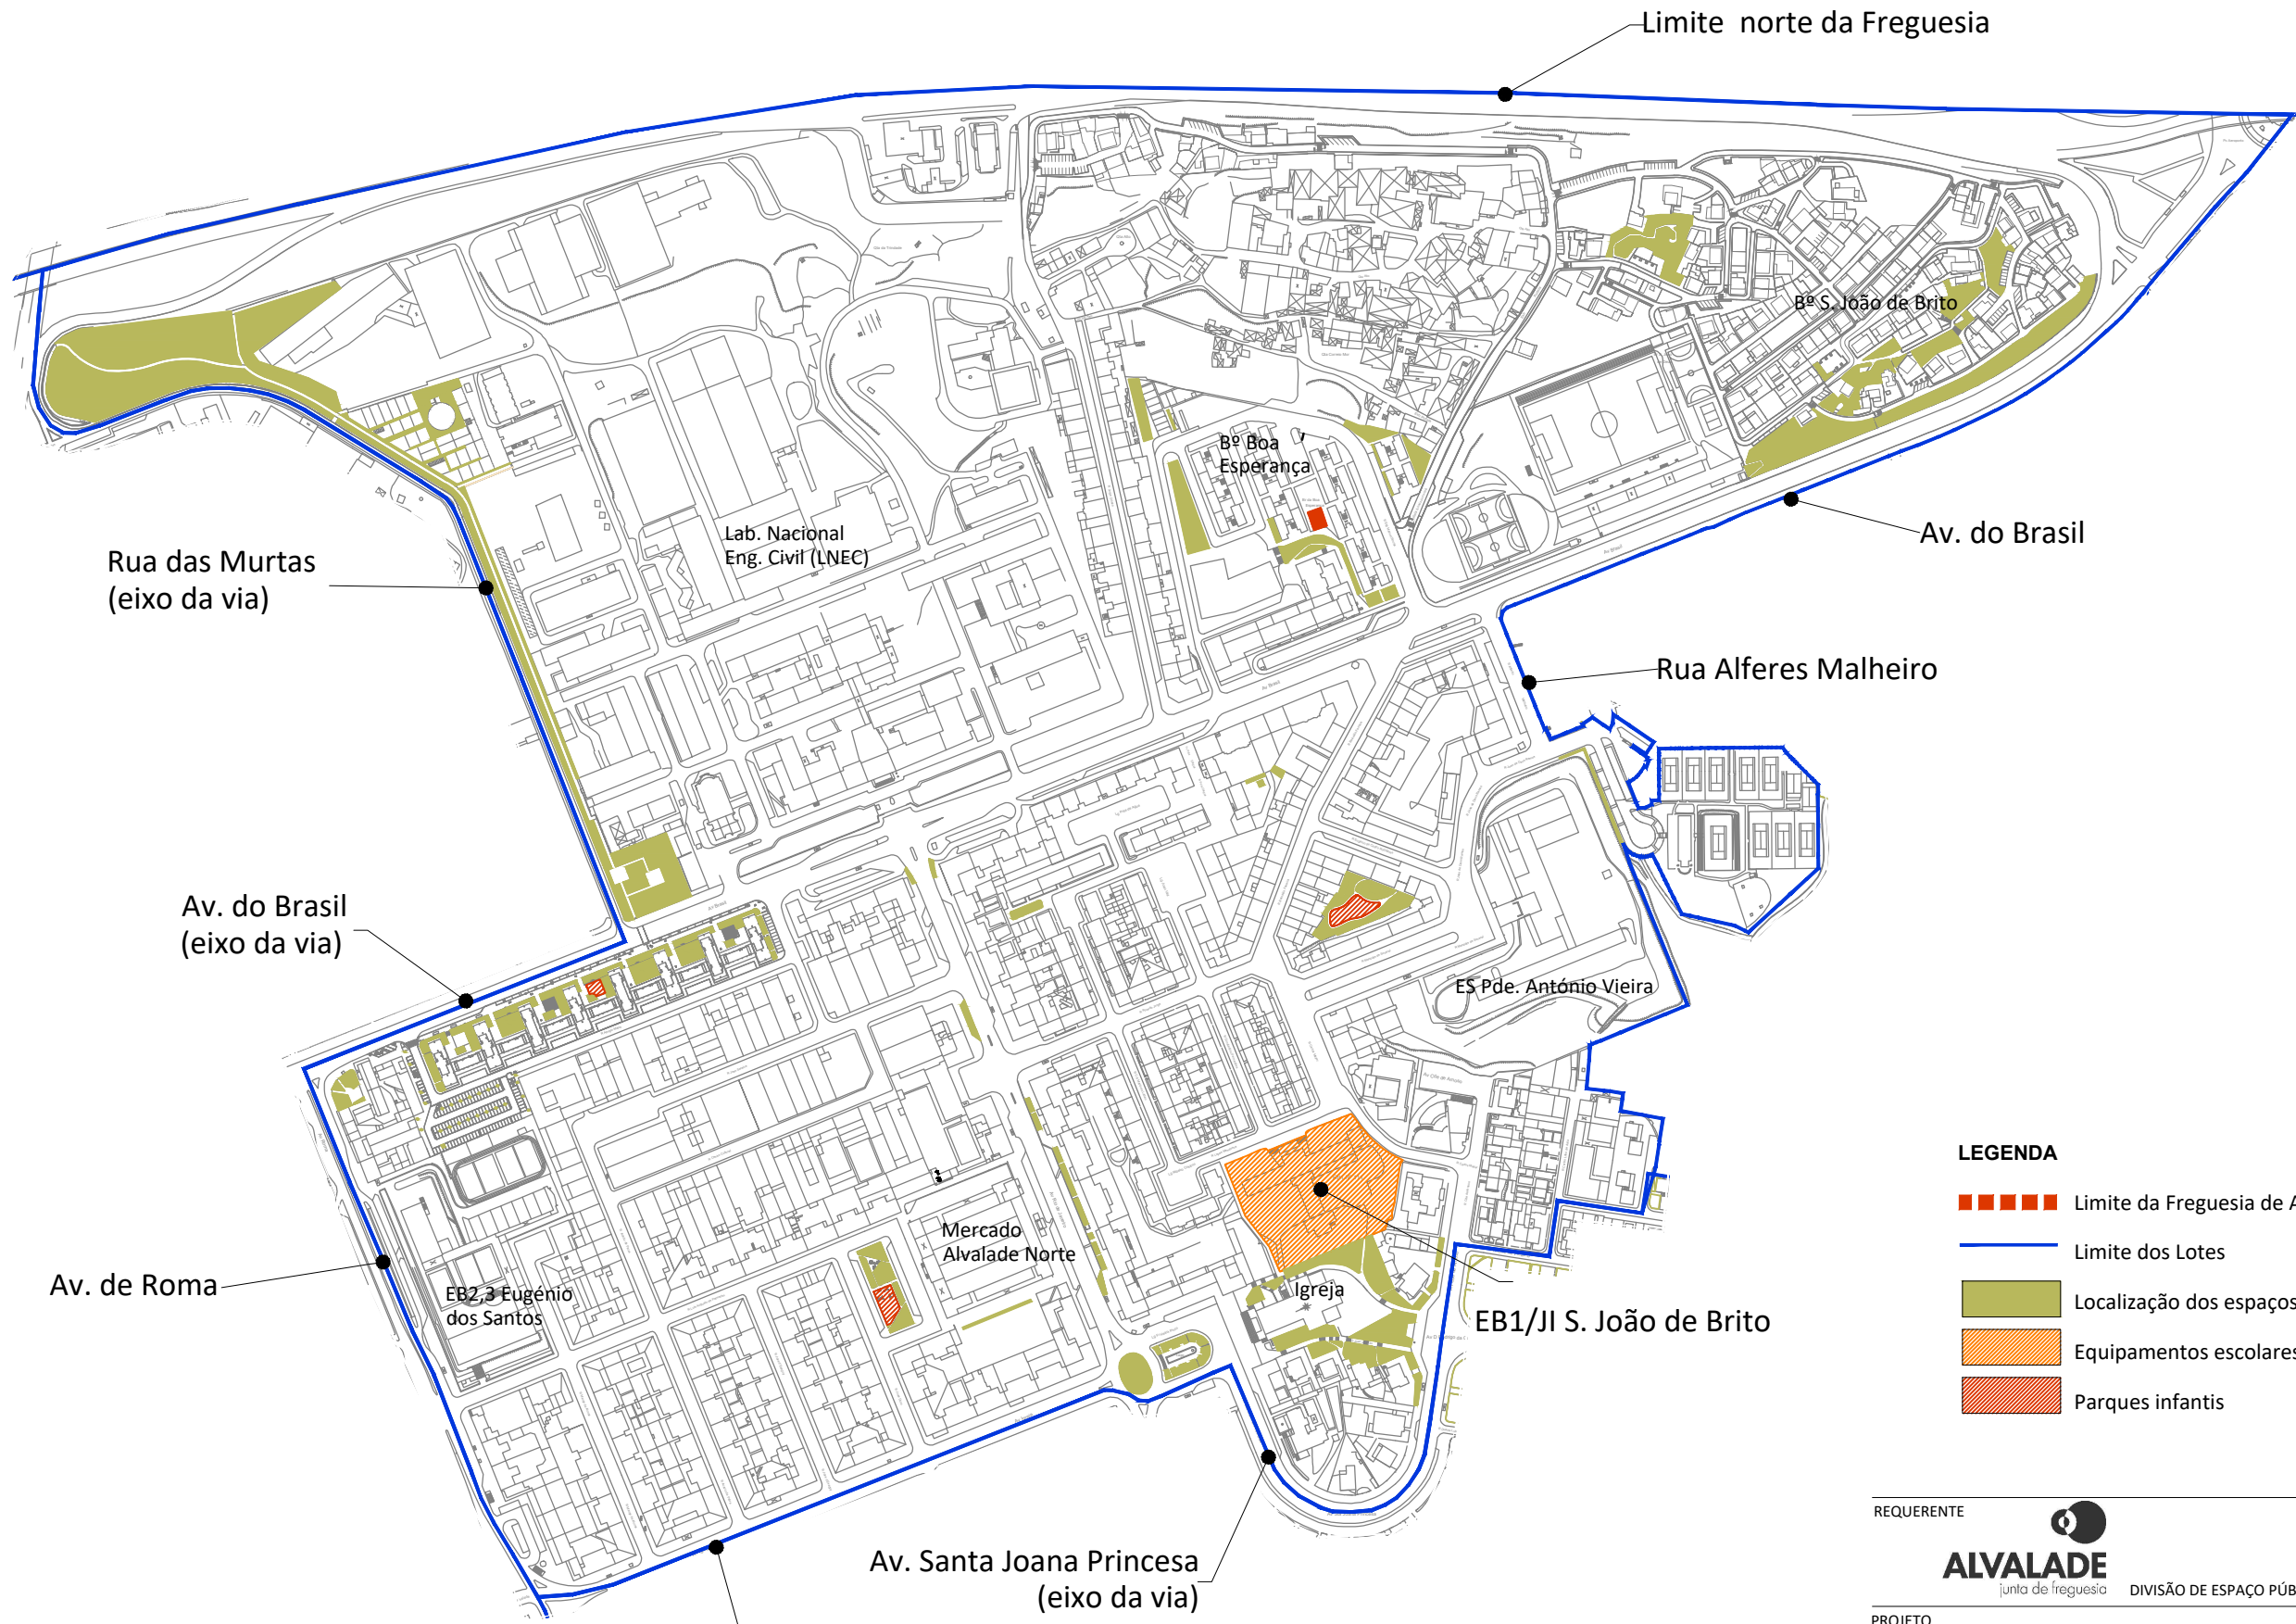 Limite norte da Freguesia
Bº S. João de Brito
Bº Boa
Esperança
Lab. Nacional
Eng. Civil (LNEC)
Rua das Murtas
(eixo da via)
Av. do Brasil
Rua Alferes Malheiro
Av. do Brasil
(eixo da via)
ES Pde. António Vieira
Mercado
Alvalade Norte
Av. de Roma
EB2,3 Eugénio
dos Santos
Igreja
EB1/JI S. João de Brito
Av. Santa Joana Princesa
(eixo da via)
LEGENDA
Limite da Freguesia de A
Limite dos Lotes
Localização dos espaços
Equipamentos escolares
Parques infantis
REQUERENTE
ALVALADE
junta de freguesia
DIVISÃO DE ESPAÇO PÚB
PROJETO